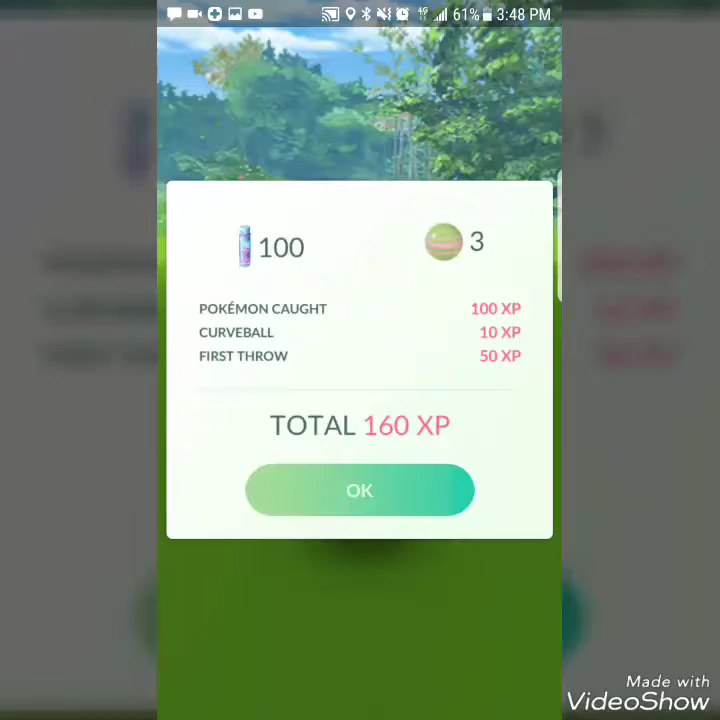 4G 61% 3:48 PM
100 3
POKÉMON CAUGHT 100 XP
CURVEBALL 10 XP
FIRST THROW 50 XP
TOTAL 160 XP
OK
Made with
VideoShow